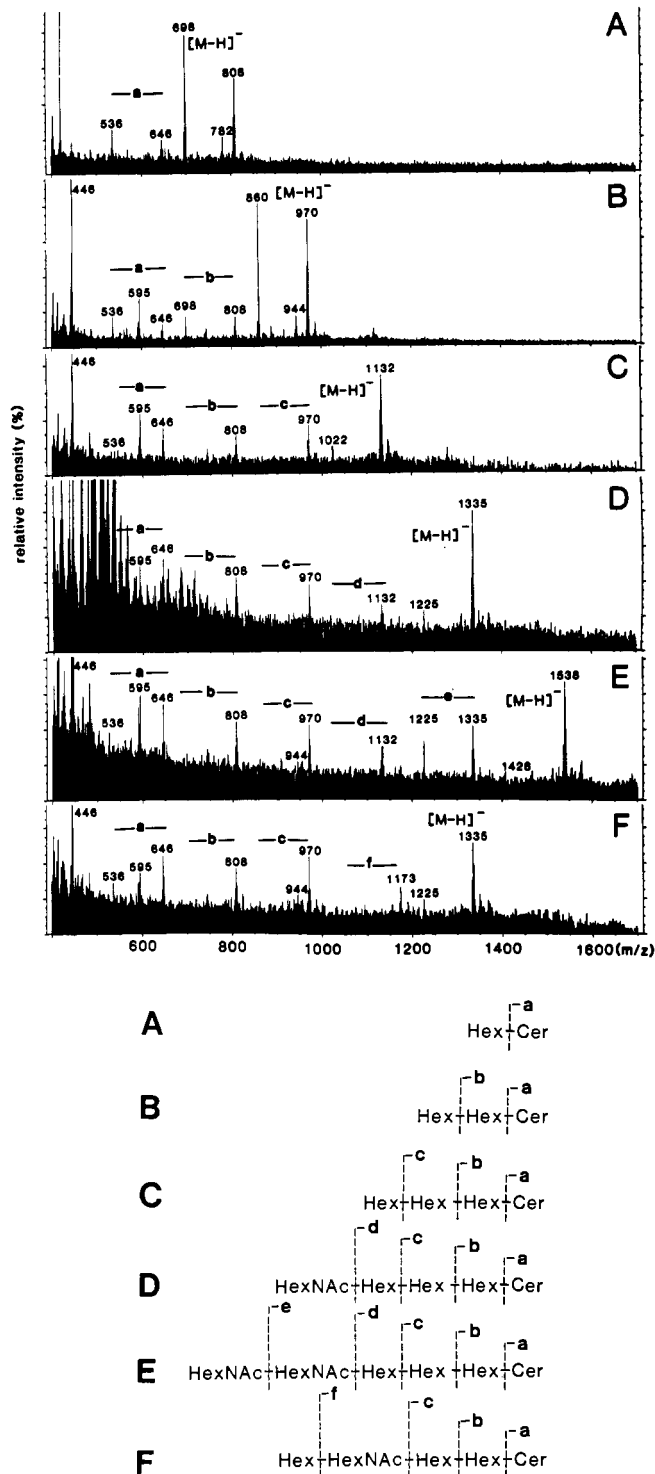 A
698
[M-H]⁻
808
a
536
646
782
B
446
860
[M-H]⁻
970
a
b
595
536
646
698
808
944
C
446
[M-H]⁻
1132
a
b
c
595
536
646
808
970
1022
D
1335
[M-H]⁻
a
b
c
d
595
646
808
970
1132
1225
E
446
1538
a
b
c
d
e
[M-H]⁻
595
536
646
808
944
970
1132
1225
1335
1428
F
446
[M-H]⁻
1335
a
b
c
f
536
595
646
808
944
970
1173
1225
600
800
1000
1200
1400
1600(m/z)
relative intensity (%)
A
a
Hex Cer
B
b
a
Hex Hex Cer
C
c
b
a
Hex Hex Hex Cer
D
d
c
b
a
HexNAc Hex Hex Hex Cer
E
e
d
c
b
a
HexNAc HexNAc Hex Hex Hex Cer
F
f
c
b
a
Hex HexNAc Hex Hex Cer